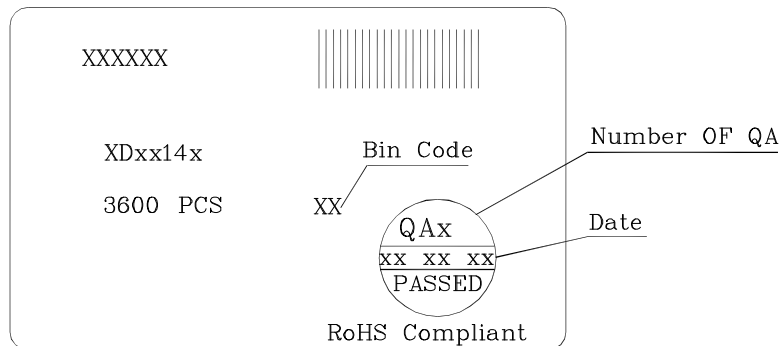 XXXXXX
Number OF QA
XDxx14x
Bin Code
3600 PCS
XX
QAx
Date
xx xx xx
PASSED
RoHS Compliant